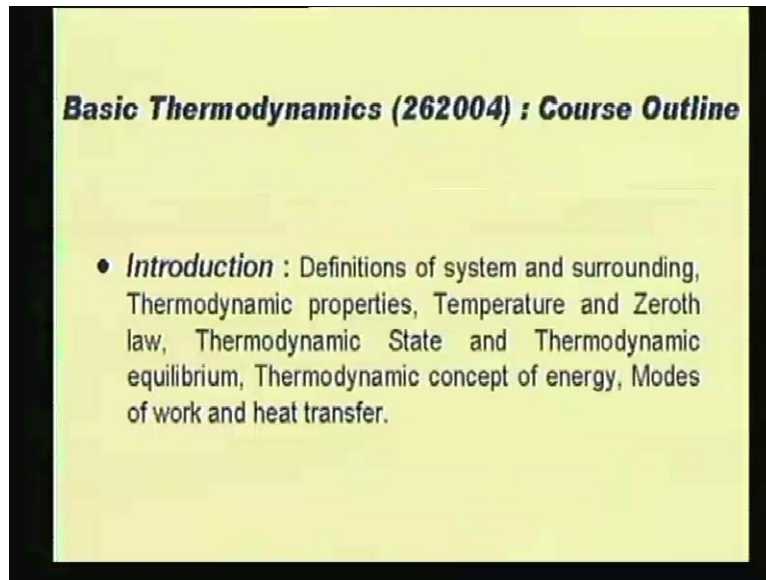 Basic Thermodynamics (262004) : Course Outline
• Introduction : Definitions of system and surrounding,
Thermodynamic properties, Temperature and Zeroth
law, Thermodynamic State and Thermodynamic
equilibrium, Thermodynamic concept of energy, Modes
of work and heat transfer.